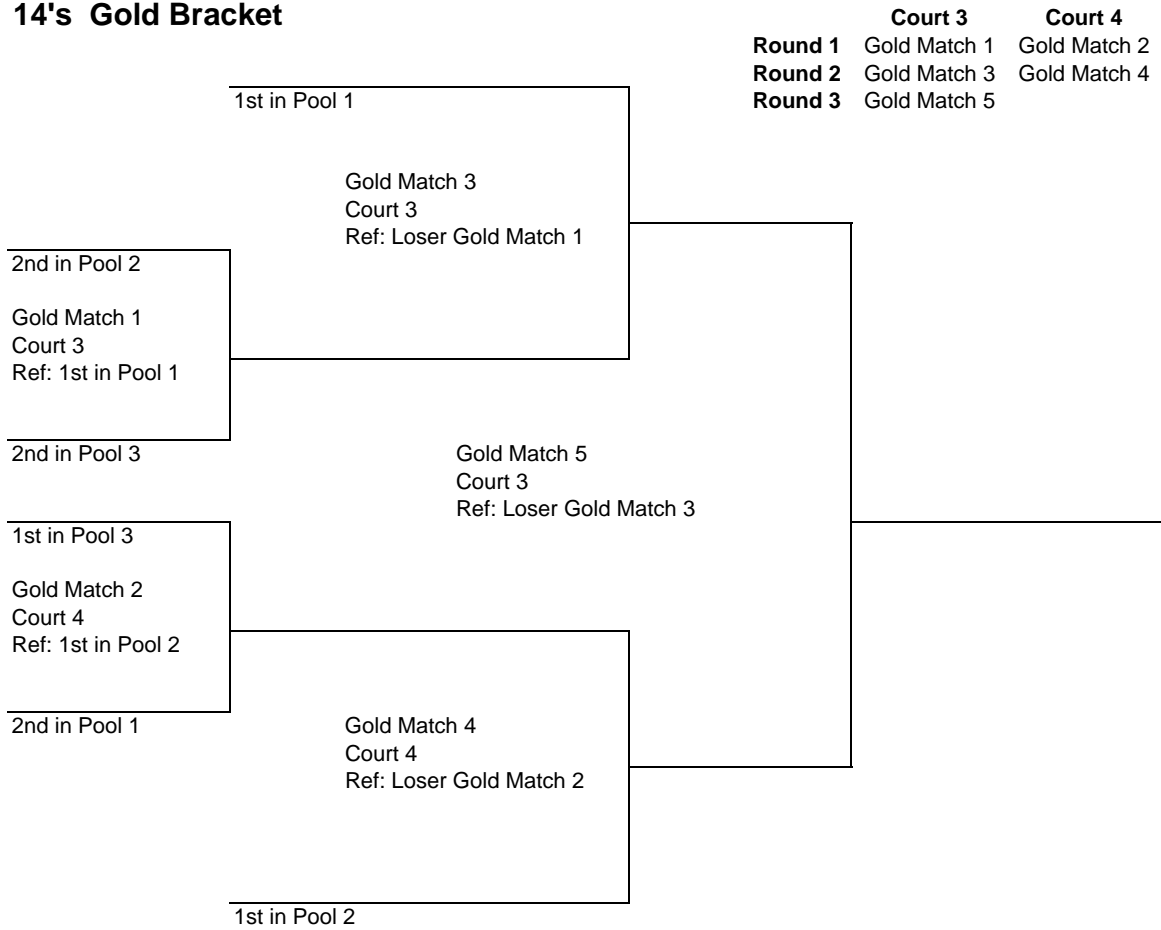 14's Gold Bracket
Court 3 Court 4
Round 1 Gold Match 1 Gold Match 2
Round 2 Gold Match 3 Gold Match 4
Round 3 Gold Match 5
1st in Pool 1
Gold Match 3
Court 3
Ref: Loser Gold Match 1
2nd in Pool 2
Gold Match 1
Court 3
Ref: 1st in Pool 1
2nd in Pool 3
Gold Match 5
Court 3
Ref: Loser Gold Match 3
1st in Pool 3
Gold Match 2
Court 4
Ref: 1st in Pool 2
2nd in Pool 1
Gold Match 4
Court 4
Ref: Loser Gold Match 2
1st in Pool 2